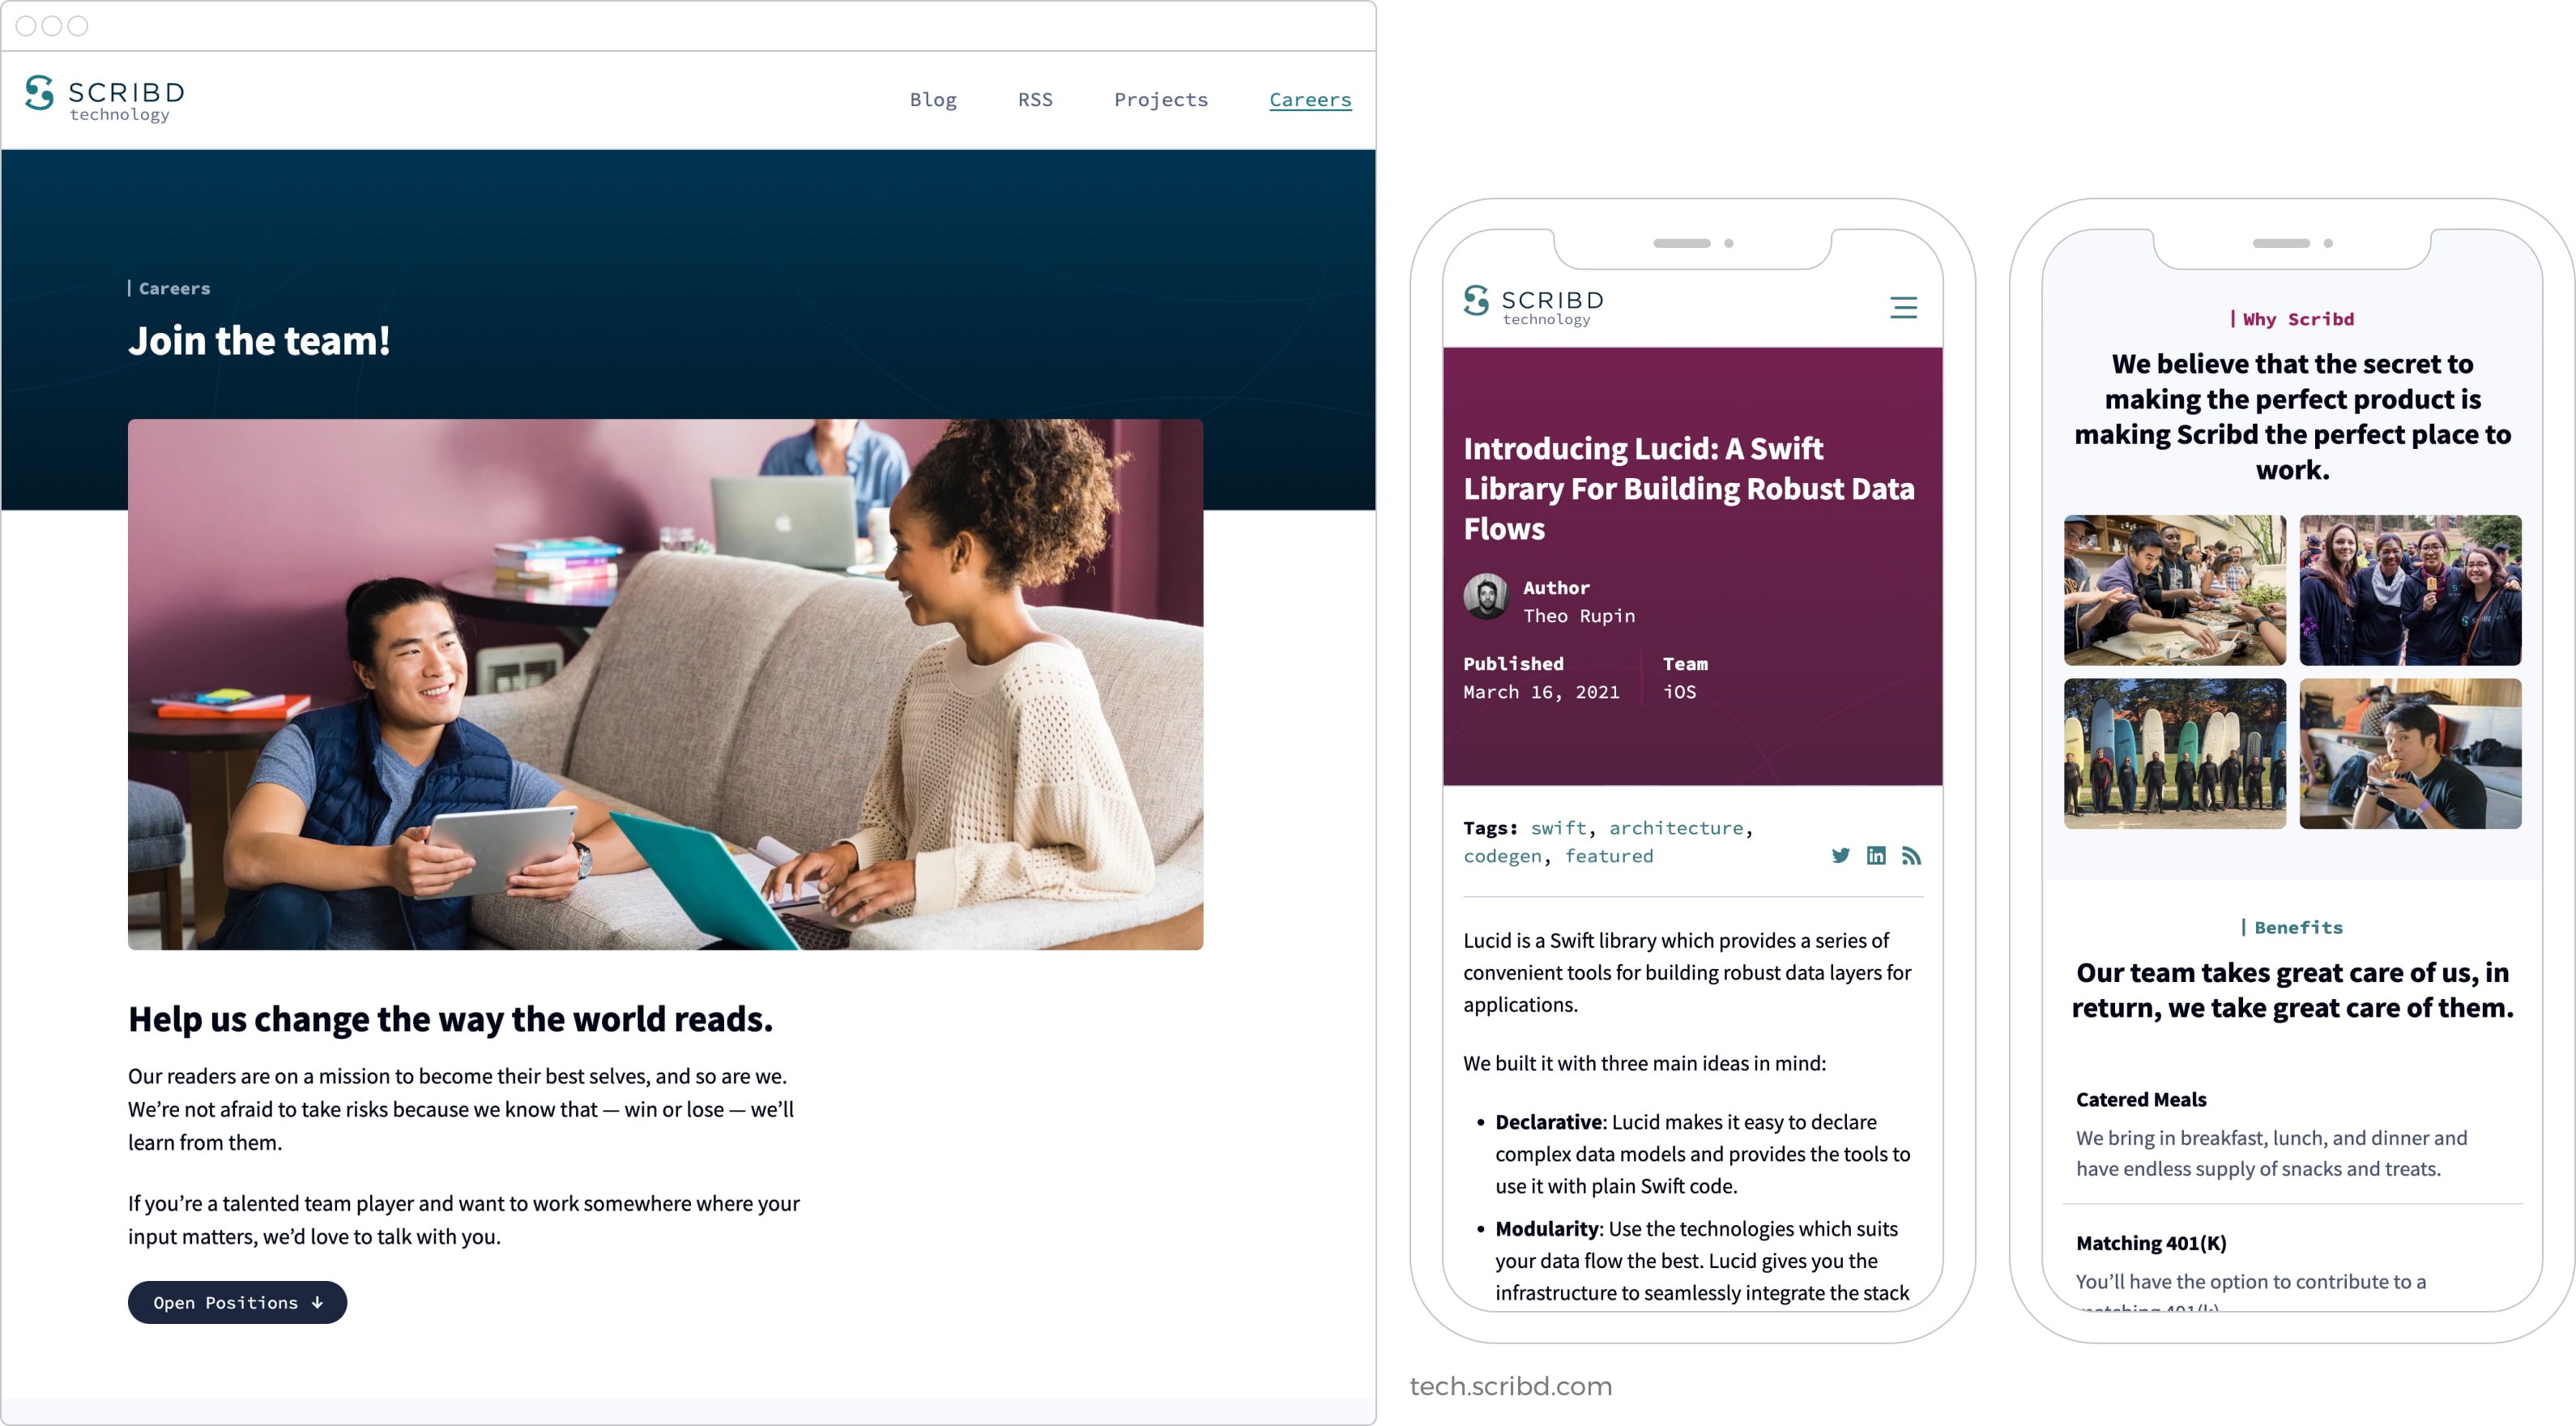 SCRIBD
technology
Blog
RSS
Projects
Careers
| Careers
Join the team!
Help us change the way the world reads.
Our readers are on a mission to become their best selves, and so are we.
We’re not afraid to take risks because we know that — win or lose — we’ll
learn from them.
If you’re a talented team player and want to work somewhere where your
input matters, we’d love to talk with you.
Open Positions ↓
SCRIBD
technology
Introducing Lucid: A Swift
Library For Building Robust Data
Flows
Author
Theo Rupin
Published
March 16, 2021
Team
iOS
Tags: swift, architecture,
codegen, featured
Lucid is a Swift library which provides a series of
convenient tools for building robust data layers for
applications.
We built it with three main ideas in mind:
• Declarative: Lucid makes it easy to declare
complex data models and provides the tools to
use it with plain Swift code.
• Modularity: Use the technologies which suits
your data flow the best. Lucid gives you the
infrastructure to seamlessly integrate the stack
| Why Scribd
We believe that the secret to
making the perfect product is
making Scribd the perfect place to
work.
| Benefits
Our team takes great care of us, in
return, we take great care of them.
Catered Meals
We bring in breakfast, lunch, and dinner and
have endless supply of snacks and treats.
Matching 401(K)
You’ll have the option to contribute to a
matching 401(k)
tech.scribd.com